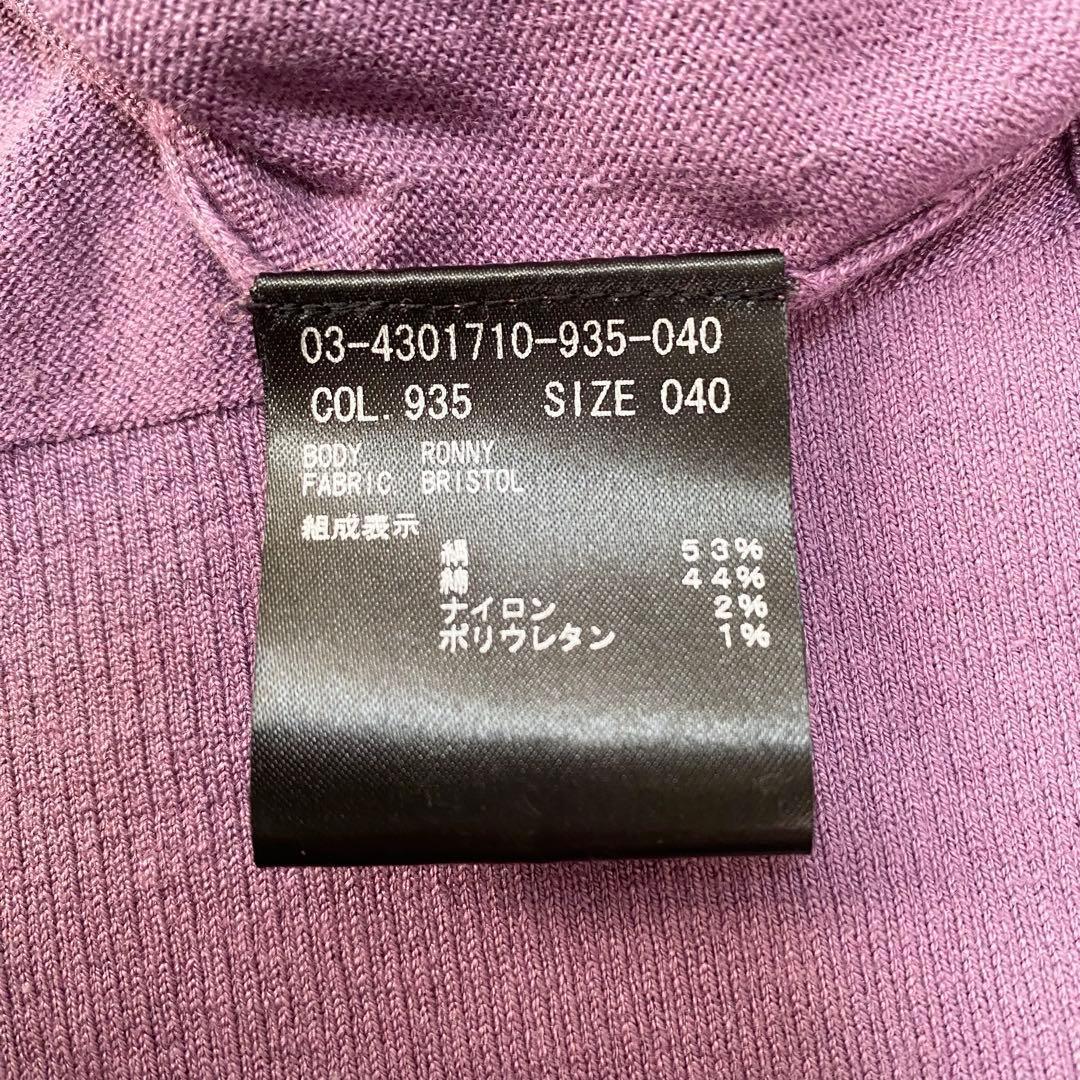 03-4301710-935-040
COL. 935 SIZE 040
BODY RONNY
FABRIC BRISTOL
組成表示
絹 53%
綿 44%
ナイロン 2%
ポリウレタン 1%